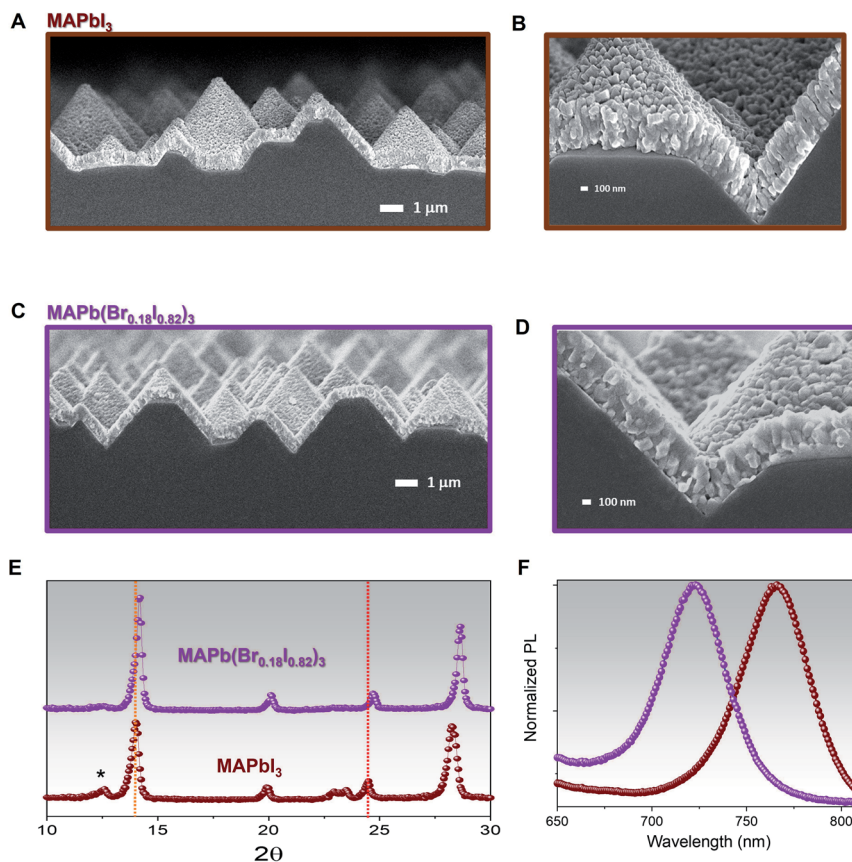 A
MAPbI₃
B
1 μm
100 nm
C
MAPb(Br₀.₁₈I₀.₈₂)₃
D
1 μm
100 nm
E
MAPb(Br₀.₁₈I₀.₈₂)₃
*
MAPbI₃
10 15 20 25 30
2θ
F
Normalized PL
650 700 750 800
Wavelength (nm)